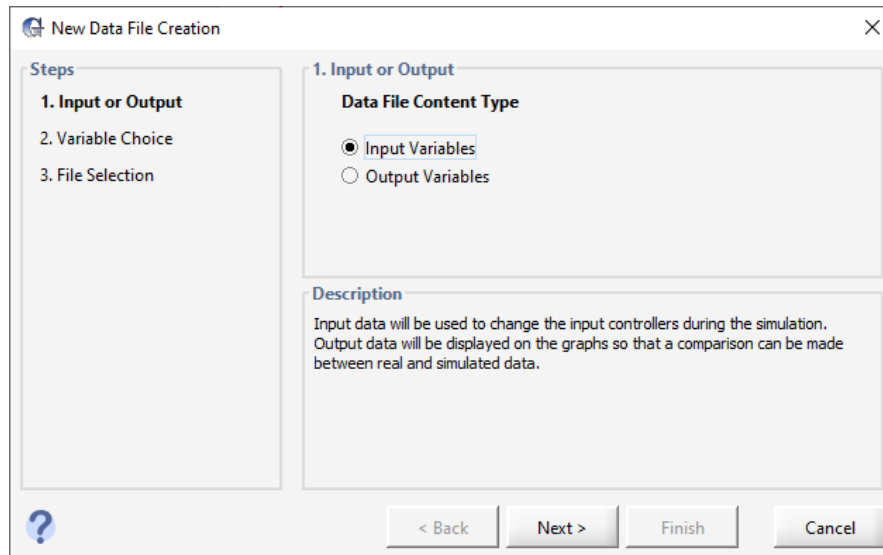 New Data File Creation
Steps
1. Input or Output
2. Variable Choice
3. File Selection
1. Input or Output
Data File Content Type
Input Variables
Output Variables
Description
Input data will be used to change the input controllers during the simulation.
Output data will be displayed on the graphs so that a comparison can be made
between real and simulated data.
?
< Back
Next >
Finish
Cancel